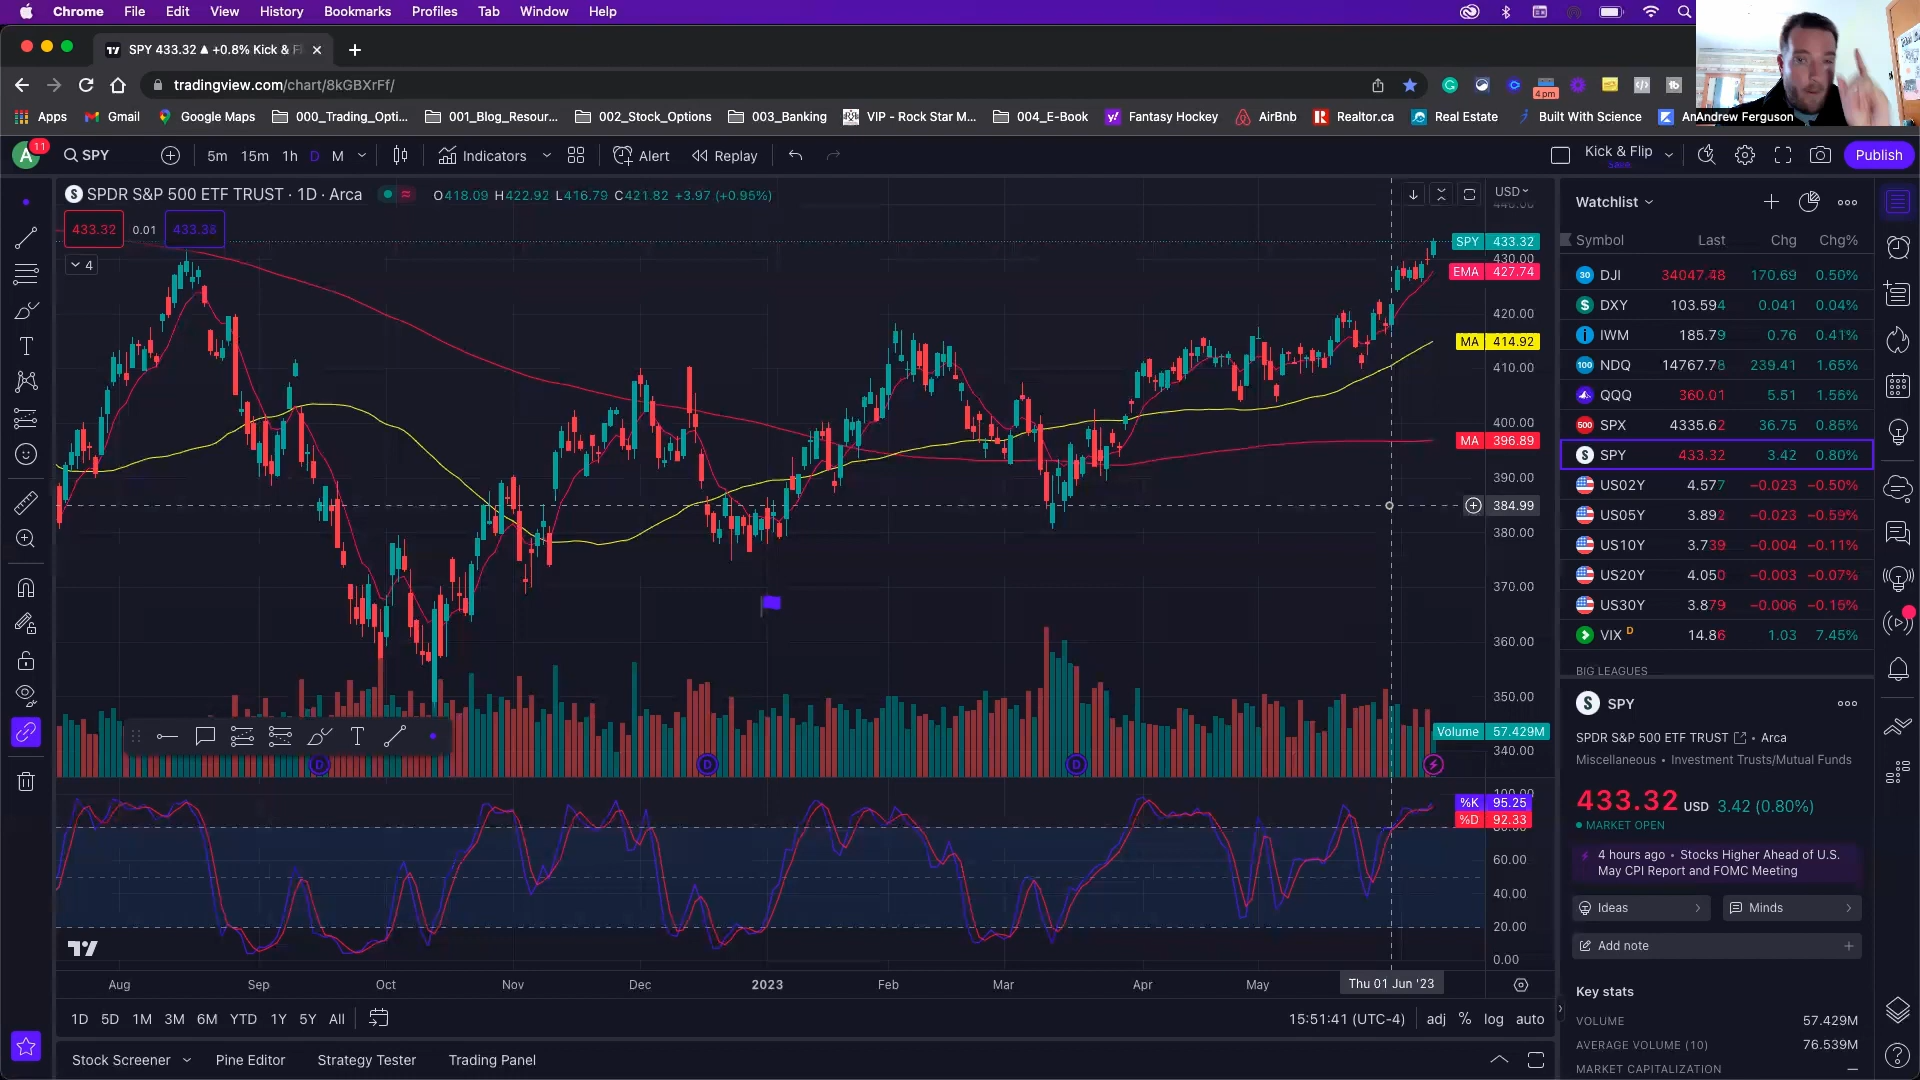 Chrome File Edit View History Bookmarks Profiles Tab Window Help
SPY 433.32 ▲ +0.8% Kick & F
tradingview.com/chart/8kGBXrFf/
4pm
Apps Gmail Google Maps 000_Trading_Opti... 001_Blog_Resour... 002_Stock_Options 003_Banking VIP - Rock Star M... 004_E-Book Fantasy Hockey AirBnb Realtor.ca Real Estate Built With Science An Andrew Ferguson
A 11 SPY 5m 15m 1h D M Indicators Alert Replay Kick & Flip Save Publish
SPDR S&P 500 ETF TRUST · 1D · Arca O418.09 H422.92 L416.79 C421.82 +3.97 (+0.95%) USD
433.32 0.01 433.33
4
440.00
SPY 433.32
430.00
EMA 427.74
420.00
MA 414.92
410.00
400.00
MA 396.89
390.00
384.99
380.00
370.00
360.00
350.00
Volume 57.429M
340.00
D D D
100.00
%K 95.25
%D 92.33
80.00
60.00
40.00
20.00
0.00
Aug Sep Oct Nov Dec 2023 Feb Mar Apr May Thu 01 Jun '23
1D 5D 1M 3M 6M YTD 1Y 5Y All 15:51:41 (UTC-4) adj % log auto
Stock Screener Pine Editor Strategy Tester Trading Panel
Watchlist
Symbol Last Chg Chg%
30 DJI 34047.48 170.69 0.50%
DXY 103.594 0.041 0.04%
IWM 185.79 0.76 0.41%
100 NDQ 14767.78 239.41 1.65%
QQQ 360.01 5.51 1.56%
500 SPX 4335.62 36.75 0.85%
SPY 433.32 3.42 0.80%
US02Y 4.577 −0.023 −0.50%
US05Y 3.892 −0.023 −0.59%
US10Y 3.739 −0.004 −0.11%
US20Y 4.050 −0.003 −0.07%
US30Y 3.879 −0.006 −0.15%
VIX D 14.86 1.03 7.45%
BIG LEAGUES
SPY
SPDR S&P 500 ETF TRUST • Arca
Miscellaneous • Investment Trusts/Mutual Funds
433.32 USD 3.42 (0.80%)
MARKET OPEN
4 hours ago • Stocks Higher Ahead of U.S.
May CPI Report and FOMC Meeting
Ideas Minds
Add note
Key stats
VOLUME 57.429M
AVERAGE VOLUME (10) 76.539M
MARKET CAPITALIZATION —